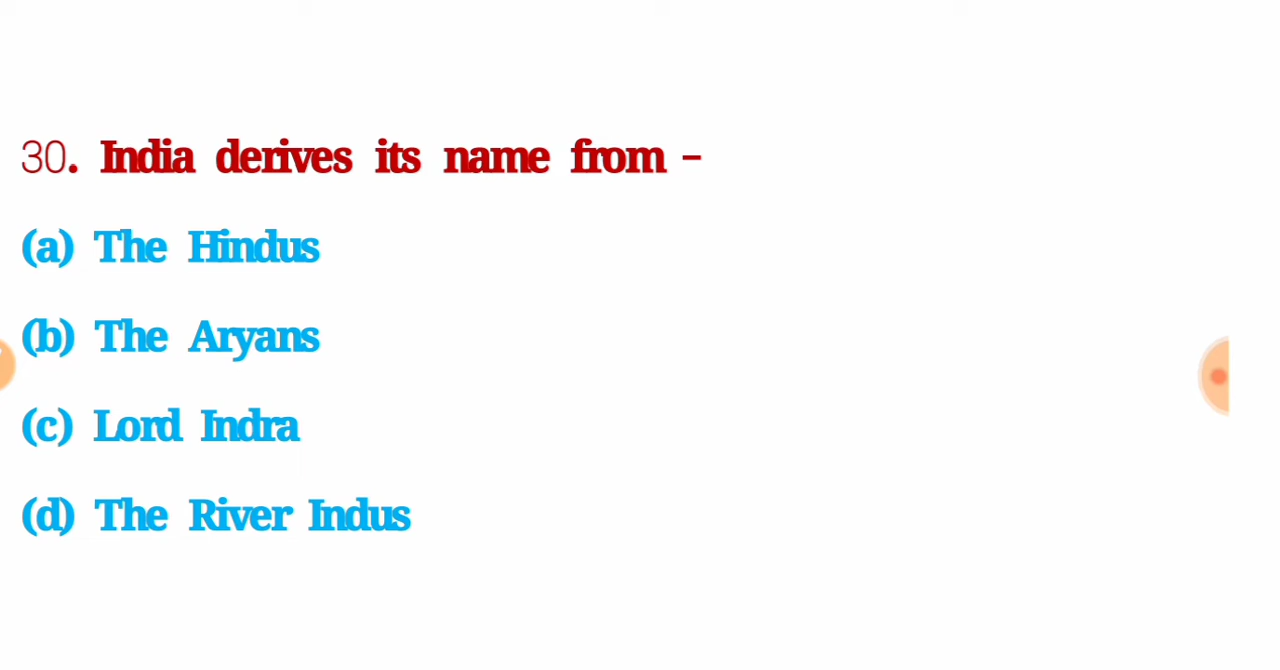 30. India derives its name from -
(a) The Hindus
(b) The Aryans
(c) Lord Indra
(d) The River Indus